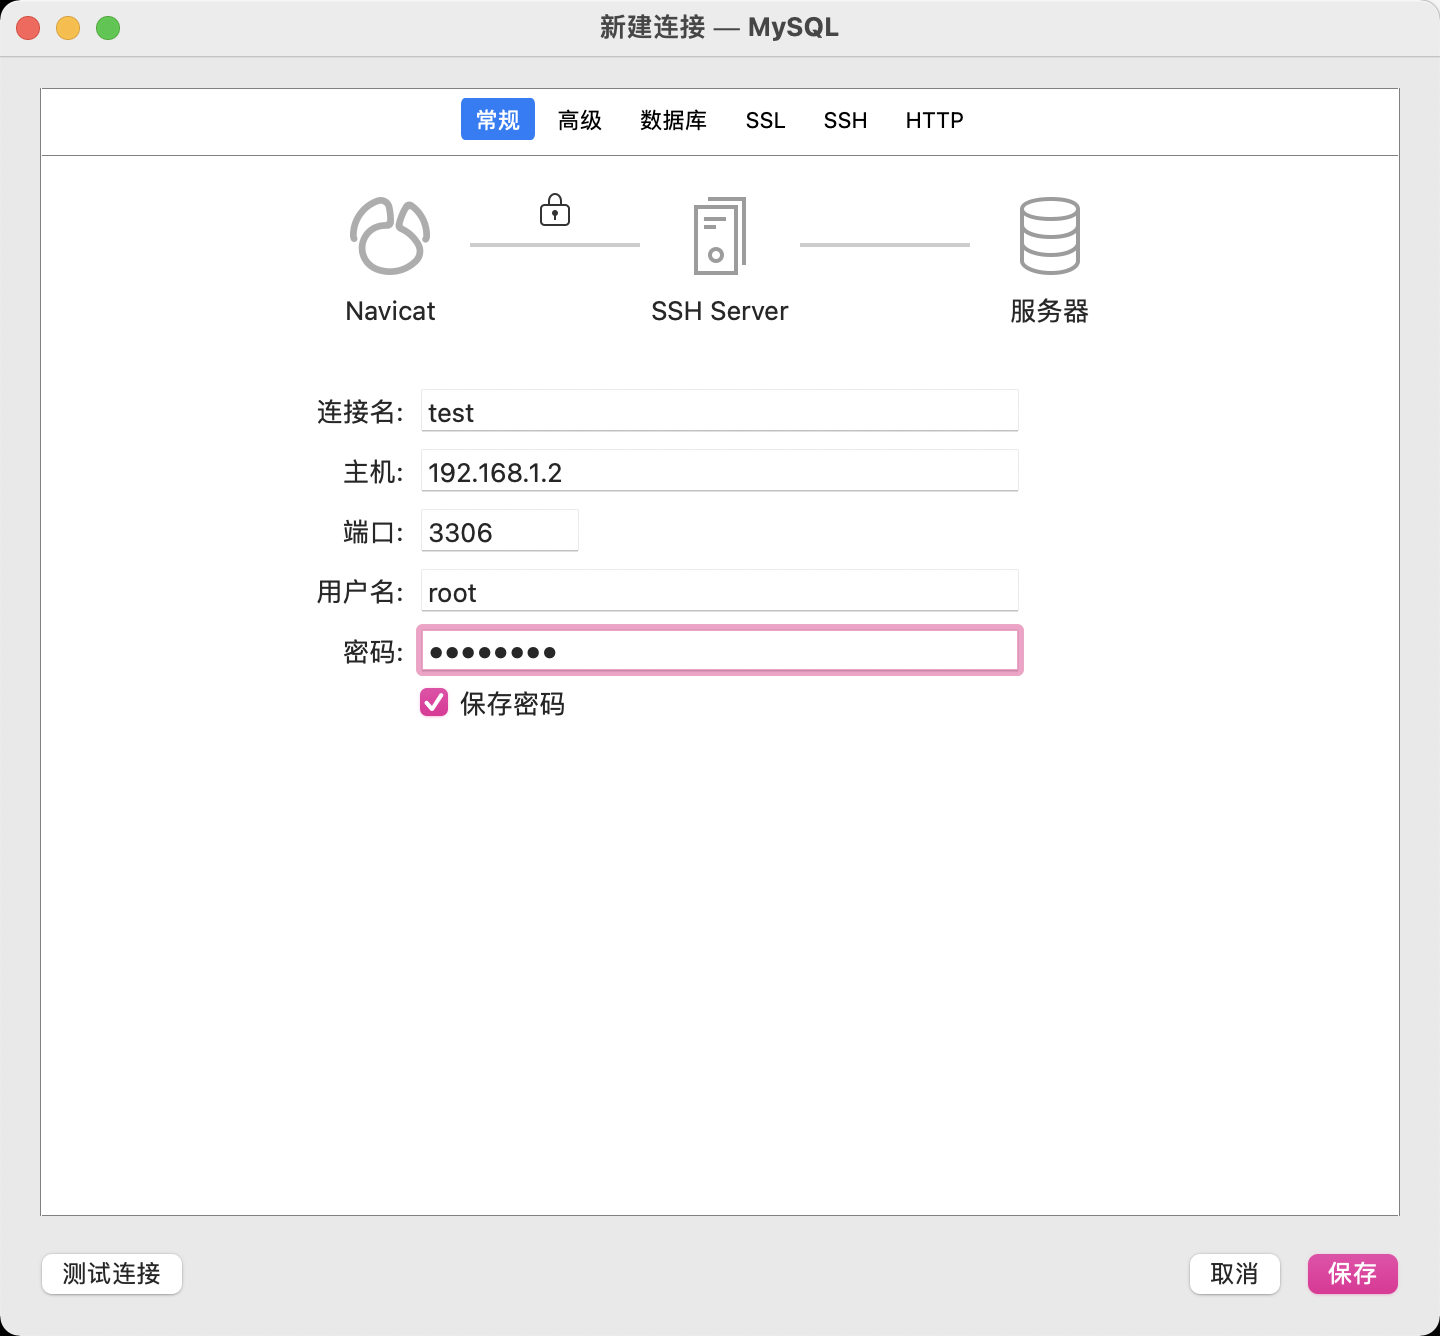 新建连接 — MySQL
常规 高级 数据库 SSL SSH HTTP
Navicat SSH Server 服务器
连接名: test
主机: 192.168.1.2
端口: 3306
用户名: root
密码: ••••••••
保存密码
测试连接 取消 保存